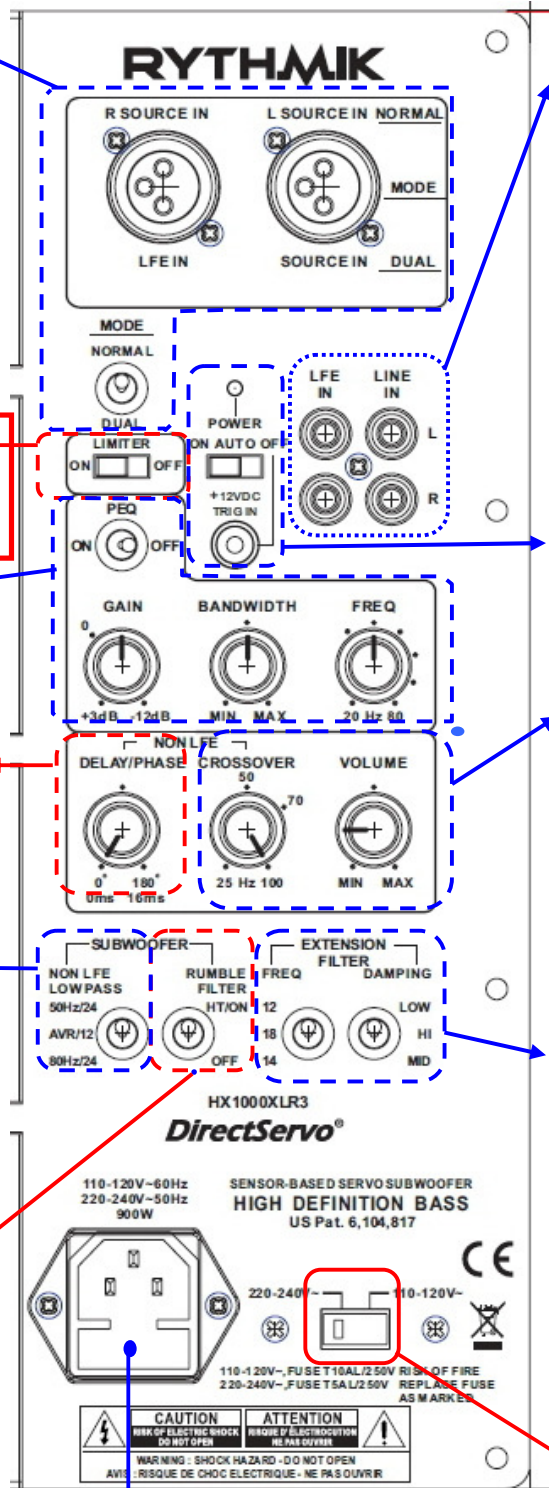 RYTHMIK
R SOURCE IN L SOURCE IN NORMAL
MODE
LFE IN SOURCE IN DUAL
MODE
NORMAL
DUAL
LFE IN LINE IN
L
R
POWER
ON AUTO OFF
+12VDC
TRIG IN
LIMITER
ON OFF
PEQ
ON OFF
GAIN BANDWIDTH FREQ
0
+3dB -12dB MIN MAX 20 Hz 80
NON LFE
DELAY/PHASE CROSSOVER VOLUME
50
70
0° 180° 25 Hz 100 MIN MAX
0ms 16ms
SUBWOOFER
NON LFE
LOWPASS
50Hz/24
AVR/12
80Hz/24
RUMBLE
FILTER
HT/ON
OFF
EXTENSION
FILTER
FREQ DAMPING
12 LOW
18 HI
14 MID
HX1000XLR3
DirectServo®
110-120V~60Hz
220-240V~50Hz
900W
SENSOR-BASED SERVO SUBWOOFER
HIGH DEFINITION BASS
US Pat. 6,104,817
CE
220-240V~ 110-120V~
110-120V~,FUSE T10AL/250V RISK OF FIRE
220-240V~,FUSE T5AL/250V REPLACE FUSE
AS MARKED
CAUTION
RISK OF ELECTRIC SHOCK
DO NOT OPEN
ATTENTION
RISQUE D'ÉLECTROCUTION
NE PAS OUVRIR
WARNING : SHOCK HAZARD - DO NOT OPEN
AVIS : RISQUE DE CHOC ELECTRIQUE - NE PAS OUVRIR